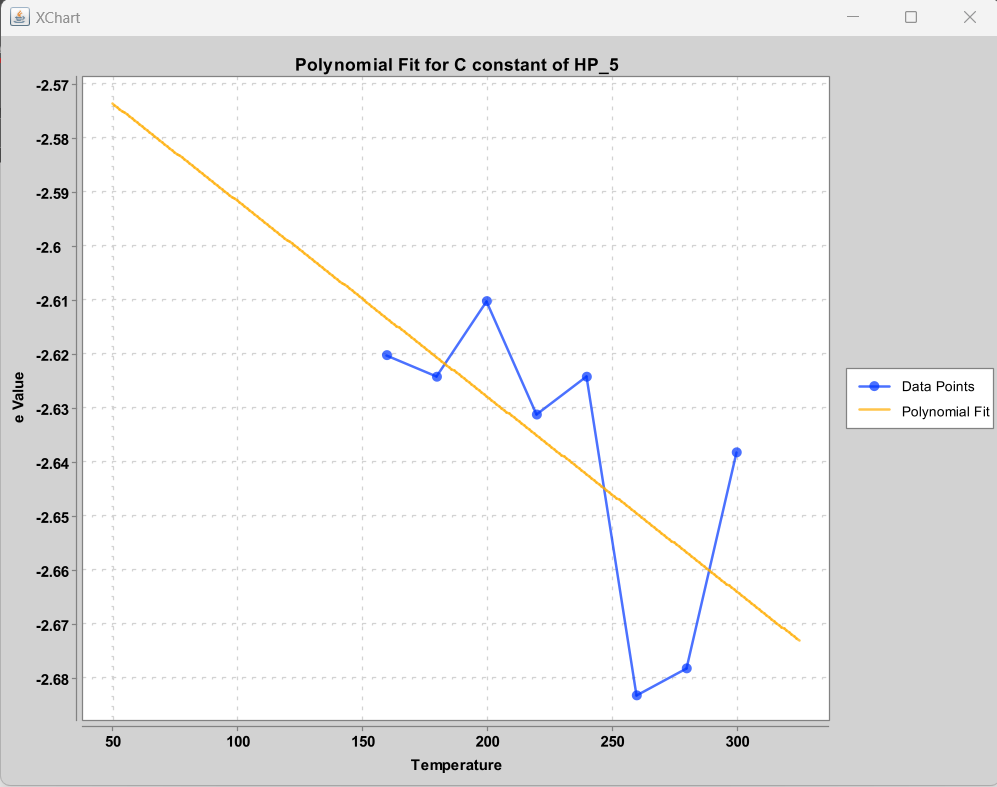 XChart
Polynomial Fit for C constant of HP_5
-2.57
-2.58
-2.59
-2.6
-2.61
-2.62
-2.63
-2.64
-2.65
-2.66
-2.67
-2.68
e Value
50 100 150 200 250 300
Temperature
Data Points
Polynomial Fit